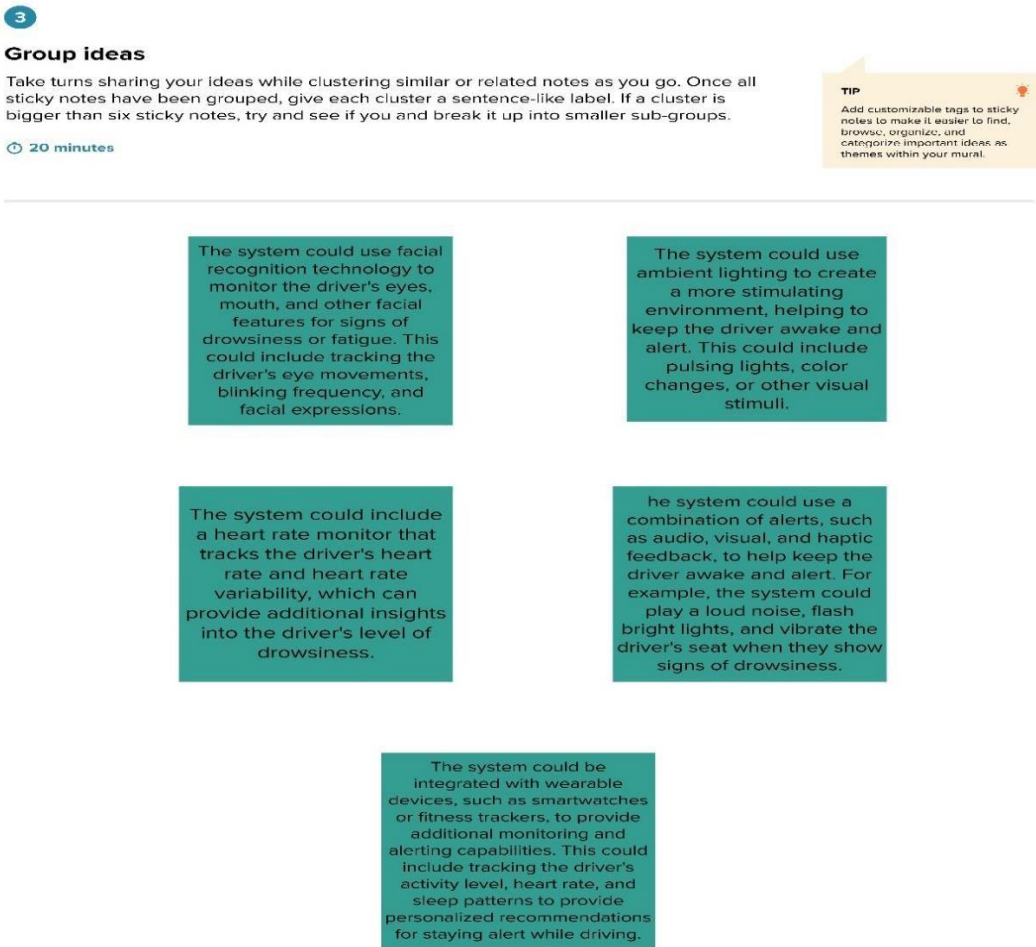 3
Group ideas
Take turns sharing your ideas while clustering similar or related notes as you go. Once all
sticky notes have been grouped, give each cluster a sentence-like label. If a cluster is
bigger than six sticky notes, try and see if you and break it up into smaller sub-groups.
20 minutes
TIP
Add customizable tags to sticky
notes to make it easier to find,
browse, organize, and
categorize important ideas as
themes within your mural.
The system could use facial
recognition technology to
monitor the driver's eyes,
mouth, and other facial
features for signs of
drowsiness or fatigue. This
could include tracking the
driver's eye movements,
blinking frequency, and
facial expressions.
The system could use
ambient lighting to create
a more stimulating
environment, helping to
keep the driver awake and
alert. This could include
pulsing lights, color
changes, or other visual
stimuli.
The system could include
a heart rate monitor that
tracks the driver's heart
rate and heart rate
variability, which can
provide additional insights
into the driver's level of
drowsiness.
he system could use a
combination of alerts, such
as audio, visual, and haptic
feedback, to help keep the
driver awake and alert. For
example, the system could
play a loud noise, flash
bright lights, and vibrate the
driver's seat when they show
signs of drowsiness.
The system could be
integrated with wearable
devices, such as smartwatches
or fitness trackers, to provide
additional monitoring and
alerting capabilities. This could
include tracking the driver's
activity level, heart rate, and
sleep patterns to provide
personalized recommendations
for staying alert while driving.